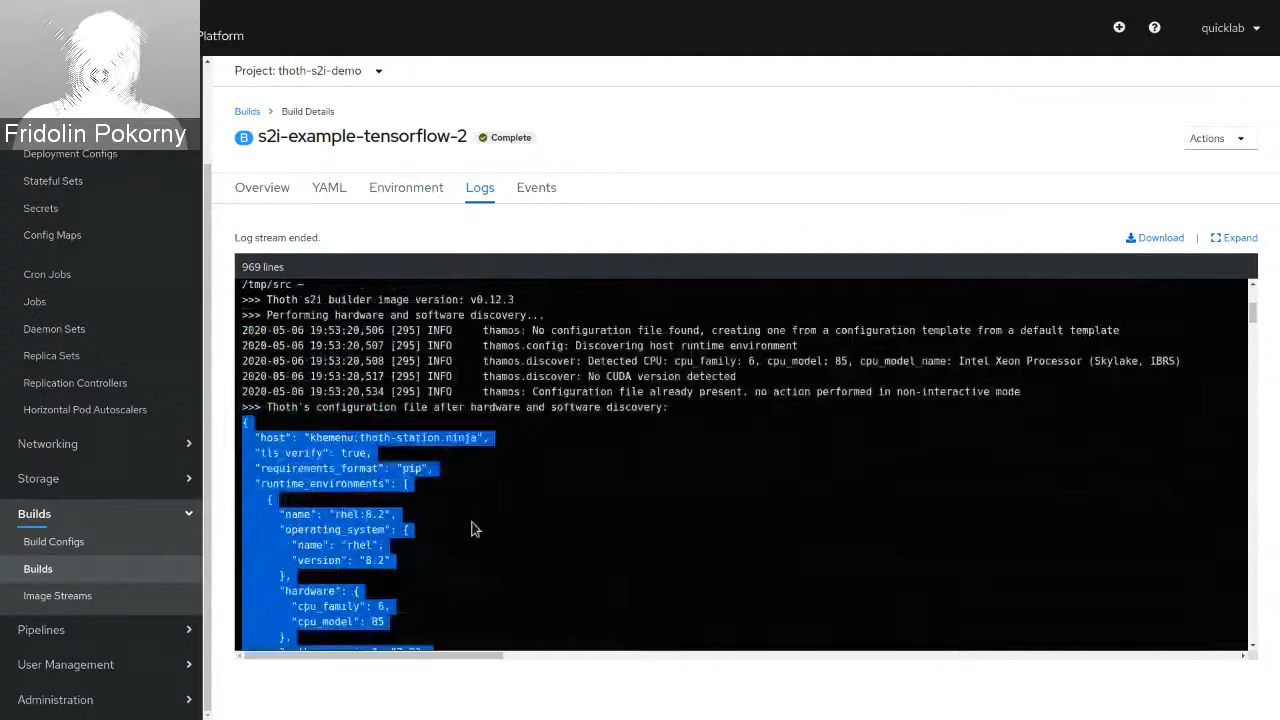 Platform
quicklab
Fridolin Pokorny
Deployment Configs
Stateful Sets
Secrets
Config Maps
Cron Jobs
Jobs
Daemon Sets
Replica Sets
Replication Controllers
Horizontal Pod Autoscalers
Networking
Storage
Builds
Build Configs
Builds
Image Streams
Pipelines
User Management
Administration
Project: thoth-s2i-demo
Builds > Build Details
B s2i-example-tensorflow-2 Complete
Actions
Overview YAML Environment Logs Events
Log stream ended.
Download | Expand
969 lines
/tmp/src ~
>>> Thoth s2i builder image version: v0.12.3
>>> Performing hardware and software discovery...
2020-05-06 19:53:20,506 [295] INFO thamos: No configuration file found, creating one from a configuration template from a default template
2020-05-06 19:53:20,507 [295] INFO thamos.config: Discovering host runtime environment
2020-05-06 19:53:20,508 [295] INFO thamos.discover: Detected CPU: cpu_family: 6, cpu_model: 85, cpu_model_name: Intel Xeon Processor (Skylake, IBRS)
2020-05-06 19:53:20,517 [295] INFO thamos.discover: No CUDA version detected
2020-05-06 19:53:20,534 [295] INFO thamos: Configuration file already present, no action performed in non-interactive mode
>>> Thoth's configuration file after hardware and software discovery:
{
"host": "khemenu.thoth-station.ninja",
"tls_verify": true,
"requirements_format": "pip",
"runtime_environments": [
{
"name": "rhel:8.2",
"operating_system": {
"name": "rhel",
"version": "8.2"
},
"hardware": {
"cpu_family": 6,
"cpu_model": 85
},